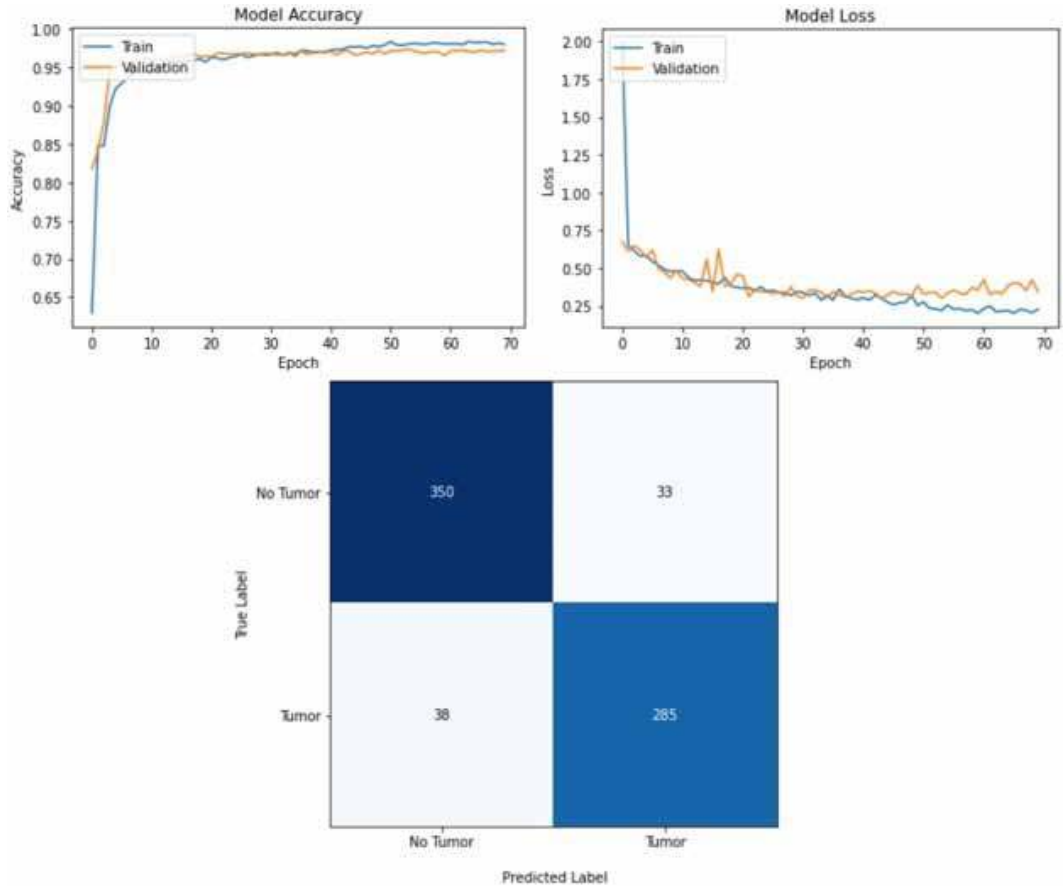 Model Accuracy
1.00
0.95
0.90
0.85
0.80
0.75
0.70
0.65
Accuracy
Train
Validation
0 10 20 30 40 50 60 70
Epoch
Model Loss
2.00
1.75
1.50
1.25
1.00
0.75
0.50
0.25
Loss
Train
Validation
0 10 20 30 40 50 60 70
Epoch
True Label
No Tumor 350 33
Tumor 38 285
No Tumor Tumor
Predicted Label